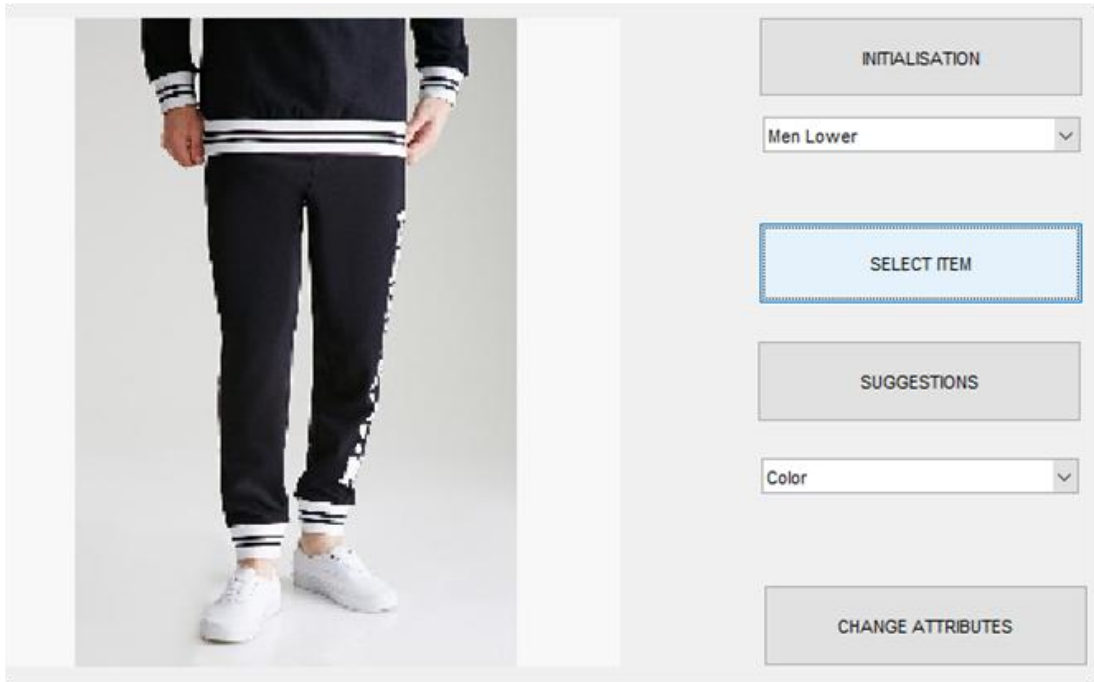 INITIALISATION
Men Lower
SELECT ITEM
SUGGESTIONS
Color
CHANGE ATTRIBUTES